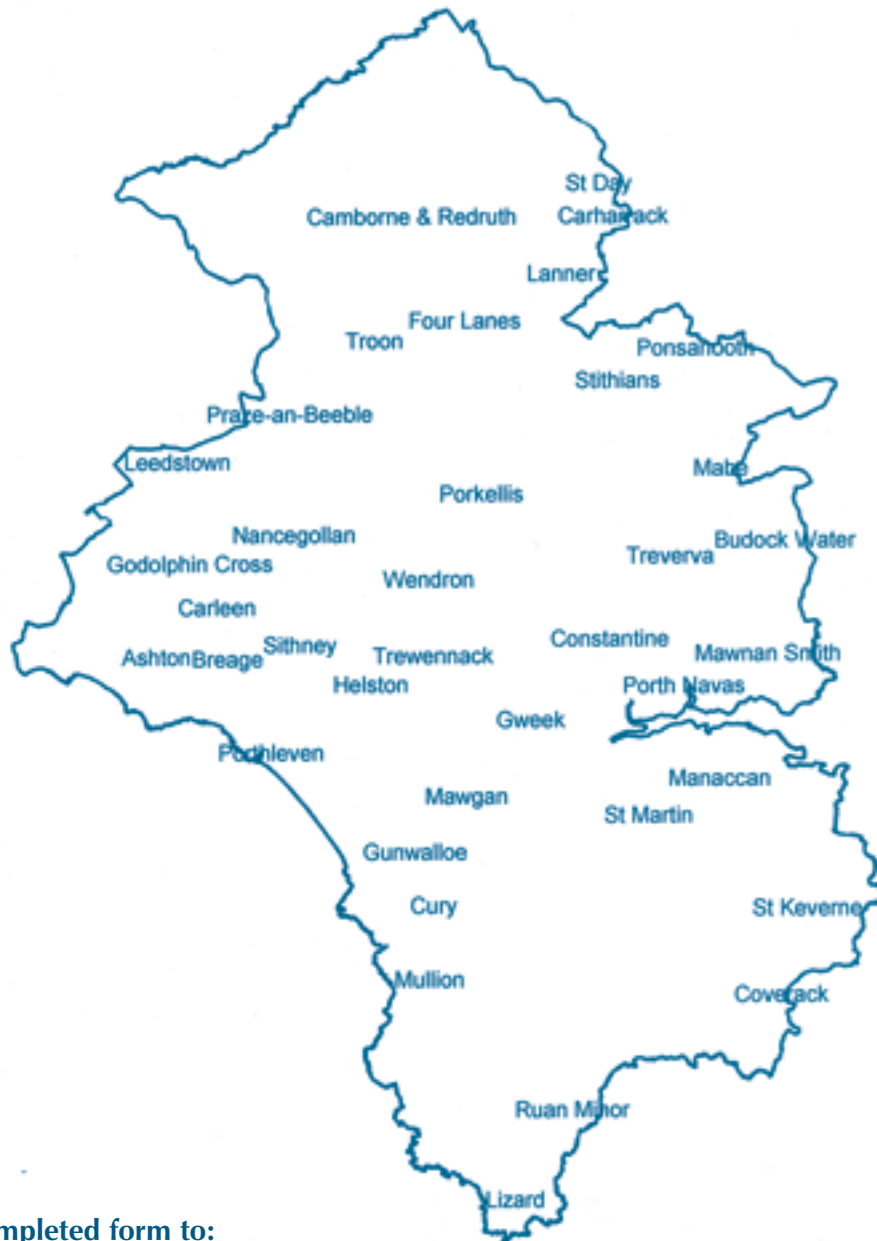 St Day
Camborne & Redruth
Carharrack
Lanner
Four Lanes
Troon
Ponsanooth
Stithians
Praze-an-Beeble
Leedstown
Mabe
Porkellis
Nancegollan
Budock Water
Treverva
Godolphin Cross
Wendron
Carleen
Constantine
Sithney
Mawnan Smith
Trewennack
Ashton
Breage
Helston
Porth Navas
Gweek
Porthleven
Manaccan
Mawgan
St Martin
Gunwalloe
Cury
St Keverne
Mullion
Coverack
Ruan Minor
Lizard
mpleted form to: